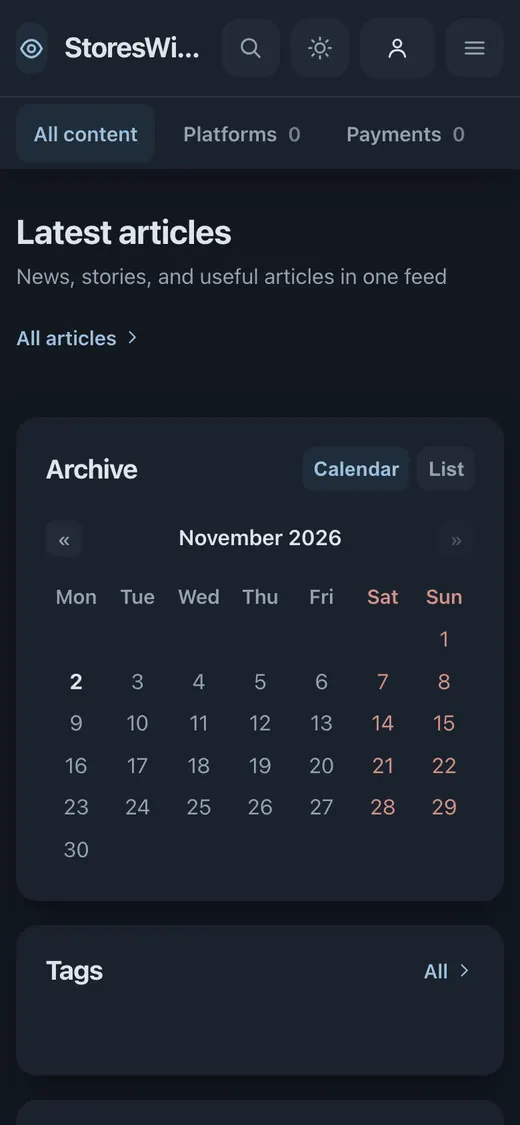 StoresWi...
All content Platforms 0 Payments 0
Latest articles
News, stories, and useful articles in one feed
All articles >
Archive Calendar List
« November 2026 »
Mon Tue Wed Thu Fri Sat Sun
1
2 3 4 5 6 7 8
9 10 11 12 13 14 15
16 17 18 19 20 21 22
23 24 25 26 27 28 29
30
Tags All >